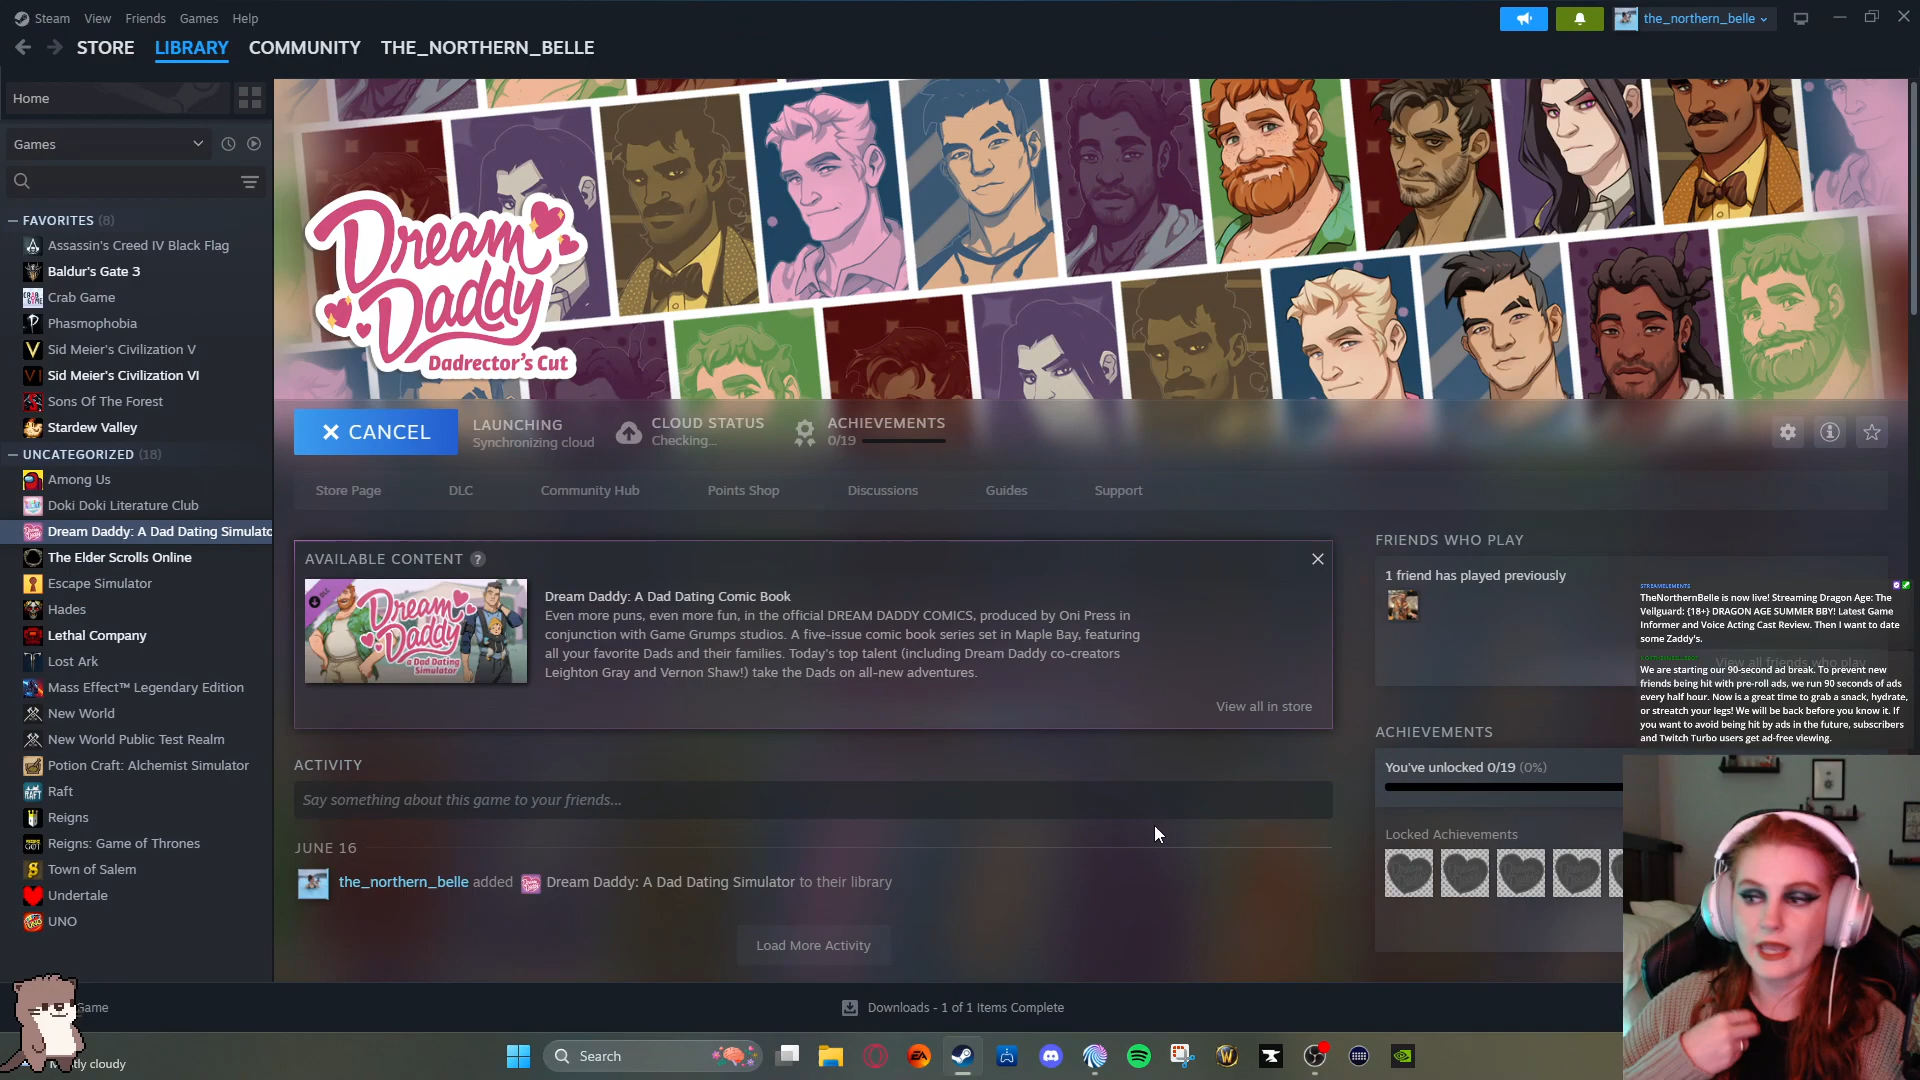 Steam View Friends Games Help
the_northern_belle
STORE LIBRARY COMMUNITY THE_NORTHERN_BELLE
Home
Games
FAVORITES (8)
Assassin's Creed IV Black Flag
Baldur's Gate 3
Crab Game
Phasmophobia
Sid Meier's Civilization V
Sid Meier's Civilization VI
Sons Of The Forest
Stardew Valley
UNCATEGORIZED (18)
Among Us
Doki Doki Literature Club
Dream Daddy: A Dad Dating Simulato
The Elder Scrolls Online
Escape Simulator
Hades
Lethal Company
Lost Ark
Mass Effect™ Legendary Edition
New World
New World Public Test Realm
Potion Craft: Alchemist Simulator
Raft
Reigns
Reigns: Game of Thrones
Town of Salem
Undertale
UNO
Dream
Daddy
Dadrector's Cut
CANCEL
LAUNCHING
Synchronizing cloud
CLOUD STATUS
Checking...
ACHIEVEMENTS
0/19
Store Page DLC Community Hub Points Shop Discussions Guides Support
AVAILABLE CONTENT ?
DLC
Dream
Daddy
a Dad Dating
Simulator
Dream Daddy: A Dad Dating Comic Book
Even more puns, even more fun, in the official DREAM DADDY COMICS, produced by Oni Press in
conjunction with Game Grumps studios. A five-issue comic book series set in Maple Bay, featuring
all your favorite Dads and their families. Today's top talent (including Dream Daddy co-creators
Leighton Gray and Vernon Shaw!) take the Dads on all-new adventures.
View all in store
ACTIVITY
Say something about this game to your friends...
JUNE 16
the_northern_belle added Dream Daddy: A Dad Dating Simulator to their library
Load More Activity
FRIENDS WHO PLAY
1 friend has played previously
View all friends who play
STREAMELEMENTS
TheNorthernBelle is now live! Streaming Dragon Age: The
Veilguard: {18+} DRAGON AGE SUMMER BBY! Latest Game
Informer and Voice Acting Cast Review. Then I want to date
some Zaddy's.
We are starting our 90-second ad break. To prevent new
friends being hit with pre-roll ads, we run 90 seconds of ads
every half hour. Now is a great time to grab a snack, hydrate,
or streatch your legs! We will be back before you know it. If
you want to avoid being hit by ads in the future, subscribers
and Twitch Turbo users get ad-free viewing.
ACHIEVEMENTS
You've unlocked 0/19 (0%)
Locked Achievements
Game
Downloads - 1 of 1 Items Complete
cloudy
Search